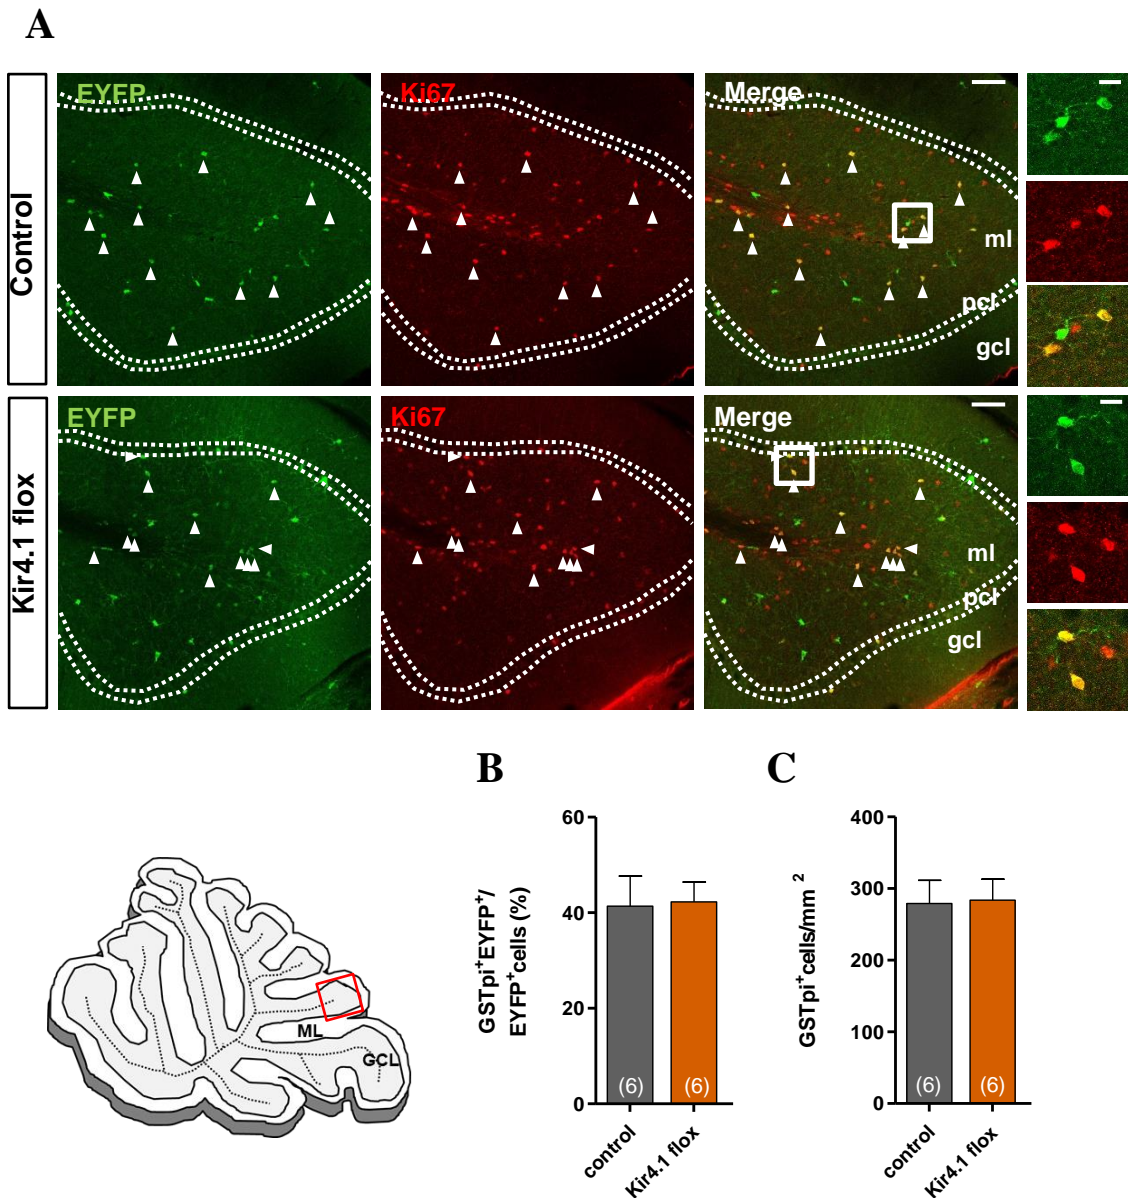 A
EYFP Ki67 Merge
Control
ml
pcl
gcl
EYFP Ki67 Merge
Kir4.1 flox
ml
pcl
gcl
B
60
40
20
0
GSTpi⁺EYFP⁺/
EYFP⁺cells (%)
(6) (6)
control
Kir4.1 flox
C
400
300
200
100
0
GSTpi⁺cells/mm²
(6) (6)
control
Kir4.1 flox
ML
GCL